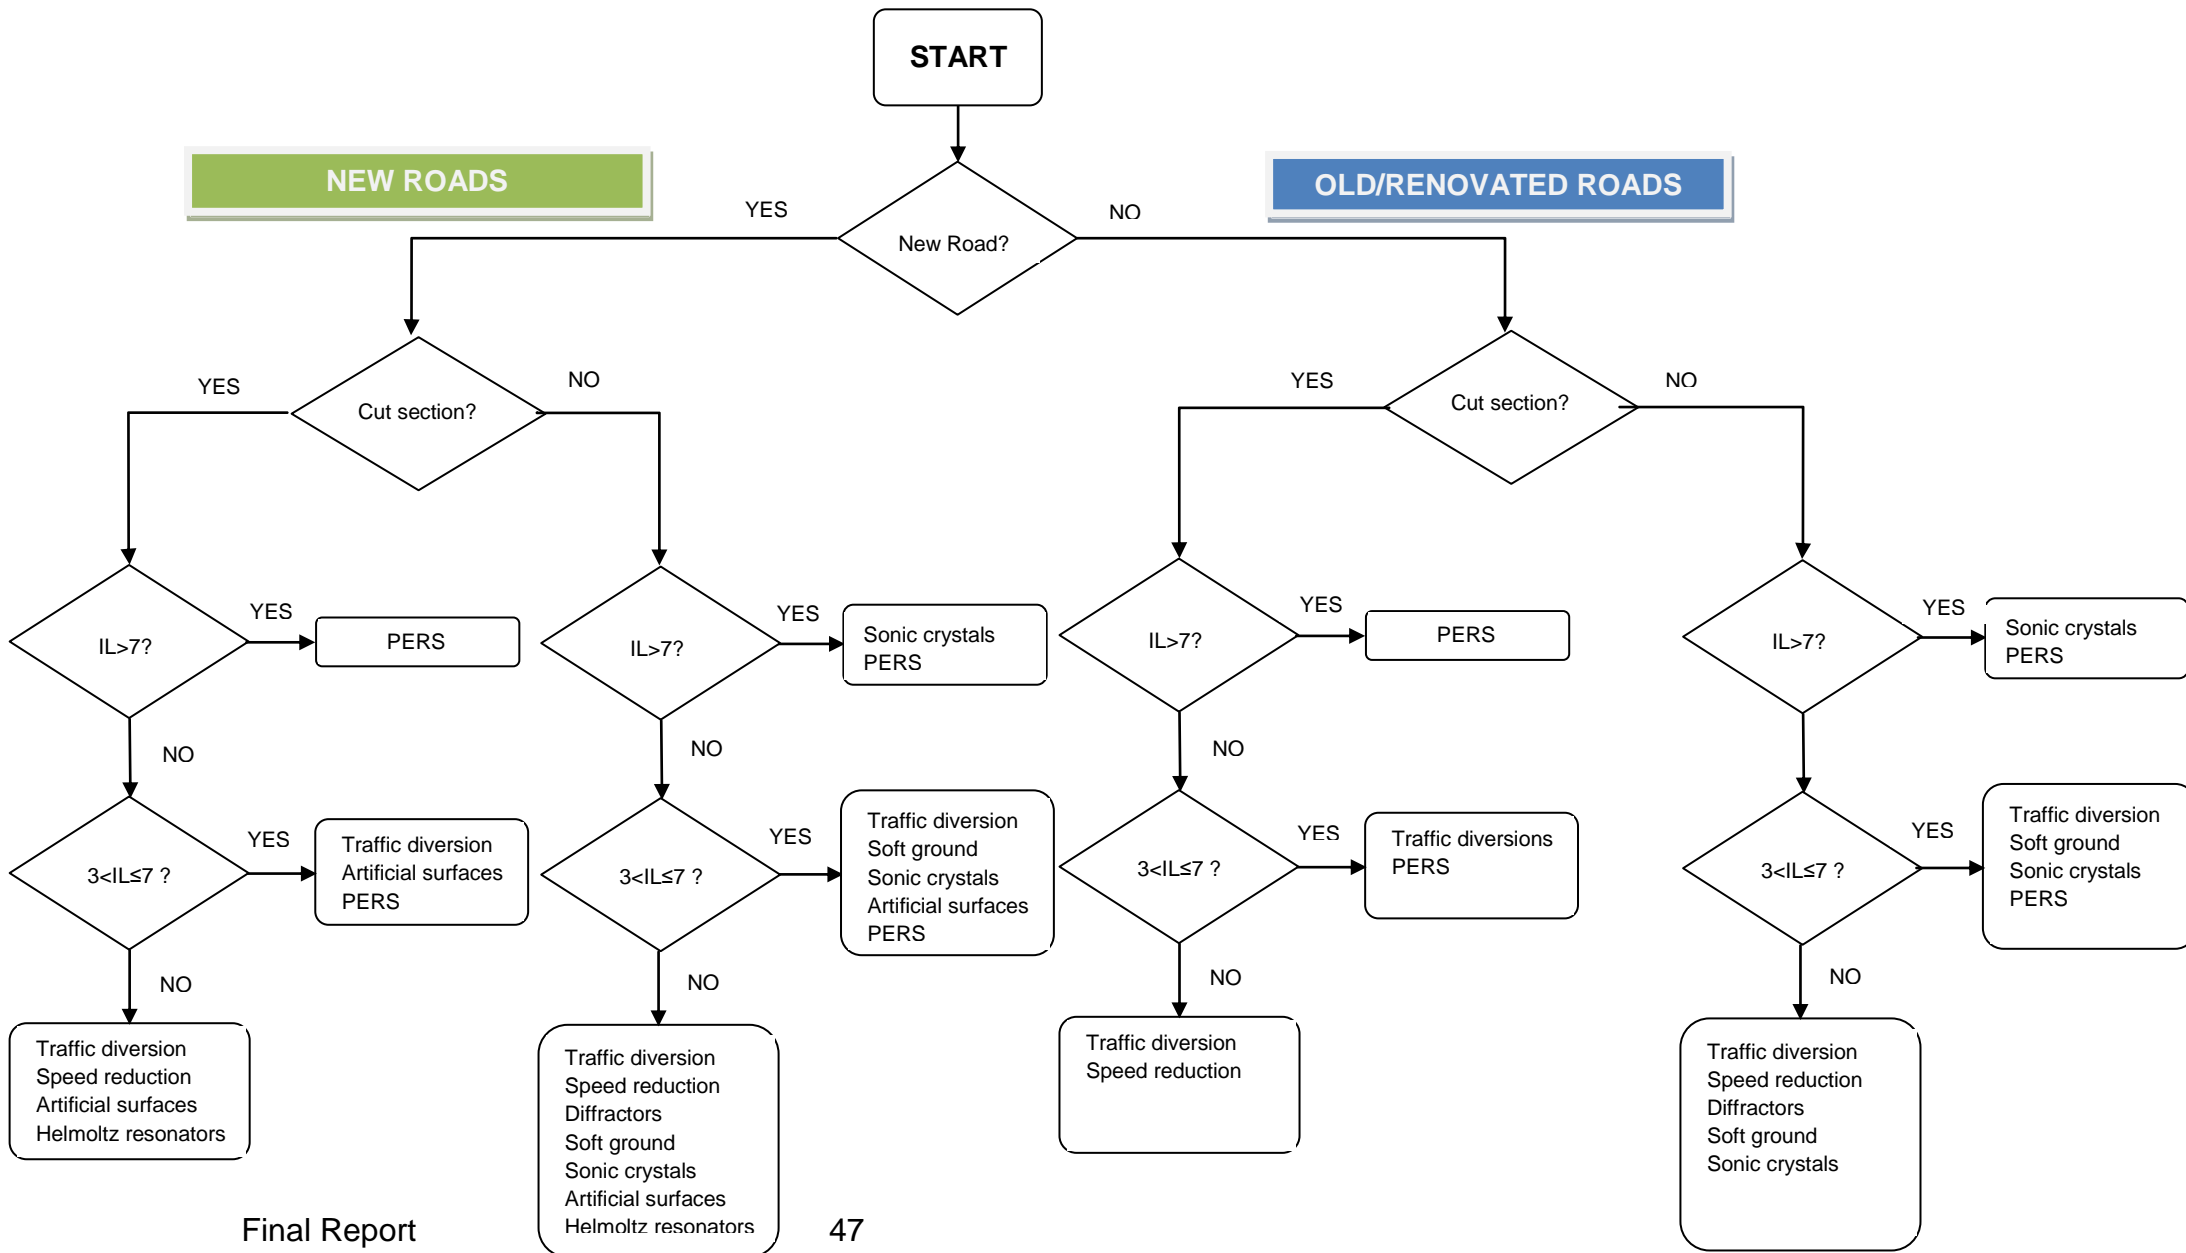 START
NEW ROADS
OLD/RENOVATED ROADS
YES
NO
New Road?
YES
NO
YES
NO
Cut section?
Cut section?
YES
YES
YES
YES
IL>7?
PERS
IL>7?
Sonic crystals
PERS
IL>7?
PERS
IL>7?
Sonic crystals
PERS
NO
NO
NO
YES
YES
YES
YES
3<IL≤7 ?
Traffic diversion
Artificial surfaces
PERS
3<IL≤7 ?
Traffic diversion
Soft ground
Sonic crystals
Artificial surfaces
PERS
3<IL≤7 ?
Traffic diversions
PERS
3<IL≤7 ?
Traffic diversion
Soft ground
Sonic crystals
PERS
NO
NO
NO
NO
Traffic diversion
Speed reduction
Artificial surfaces
Helmoltz resonators
Traffic diversion
Speed reduction
Diffractors
Soft ground
Sonic crystals
Artificial surfaces
Helmoltz resonators
Traffic diversion
Speed reduction
Traffic diversion
Speed reduction
Diffractors
Soft ground
Sonic crystals
Final Report 47